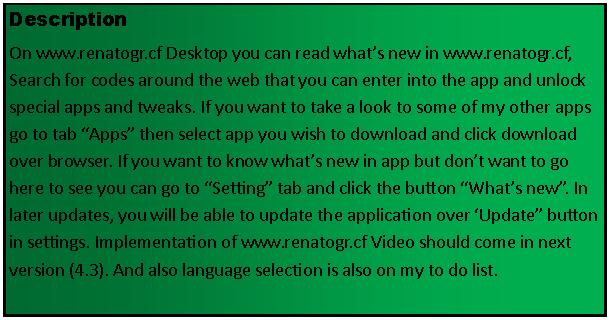 Description
On www.renatogr.cf Desktop you can read what’s new in www.renatogr.cf,
Search for codes around the web that you can enter into the app and unlock
special apps and tweaks. If you want to take a look to some of my other apps
go to tab “Apps” then select app you wish to download and click download
over browser. If you want to know what’s new in app but don’t want to go
here to see you can go to “Setting” tab and click the button “What’s new”. In
later updates, you will be able to update the application over ‘Update” button
in settings. Implementation of www.renatogr.cf Video should come in next
version (4.3). And also language selection is also on my to do list.